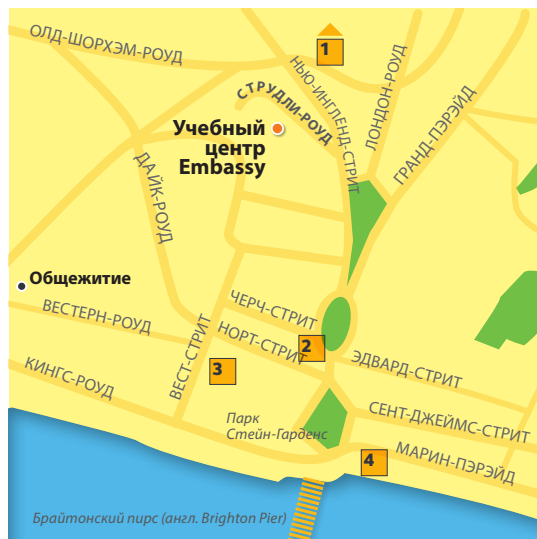 ОЛД-ШОРХЭМ-РОУД
1
НЬЮ-ИНГЛЕНД-СТРИТ
ЛОНДОН-РОУД
ГРАНД-ПЭРЭЙД
СТРУДЛИ-РОУД
Учебный
центр
Embassy
ДАЙК-РОУД
Общежитие
ВЕСТЕРН-РОУД
ЧЕРЧ-СТРИТ
НОРТ-СТРИТ
2
ЭДВАРД-СТРИТ
ВЕСТ-СТРИТ
3
КИНГС-РОУД
СЕНТ-ДЖЕЙМС-СТРИТ
Парк
Стейн-Гарденс
4
МАРИН-ПЭРЭЙД
Брайтонский пирс (англ. Brighton Pier)